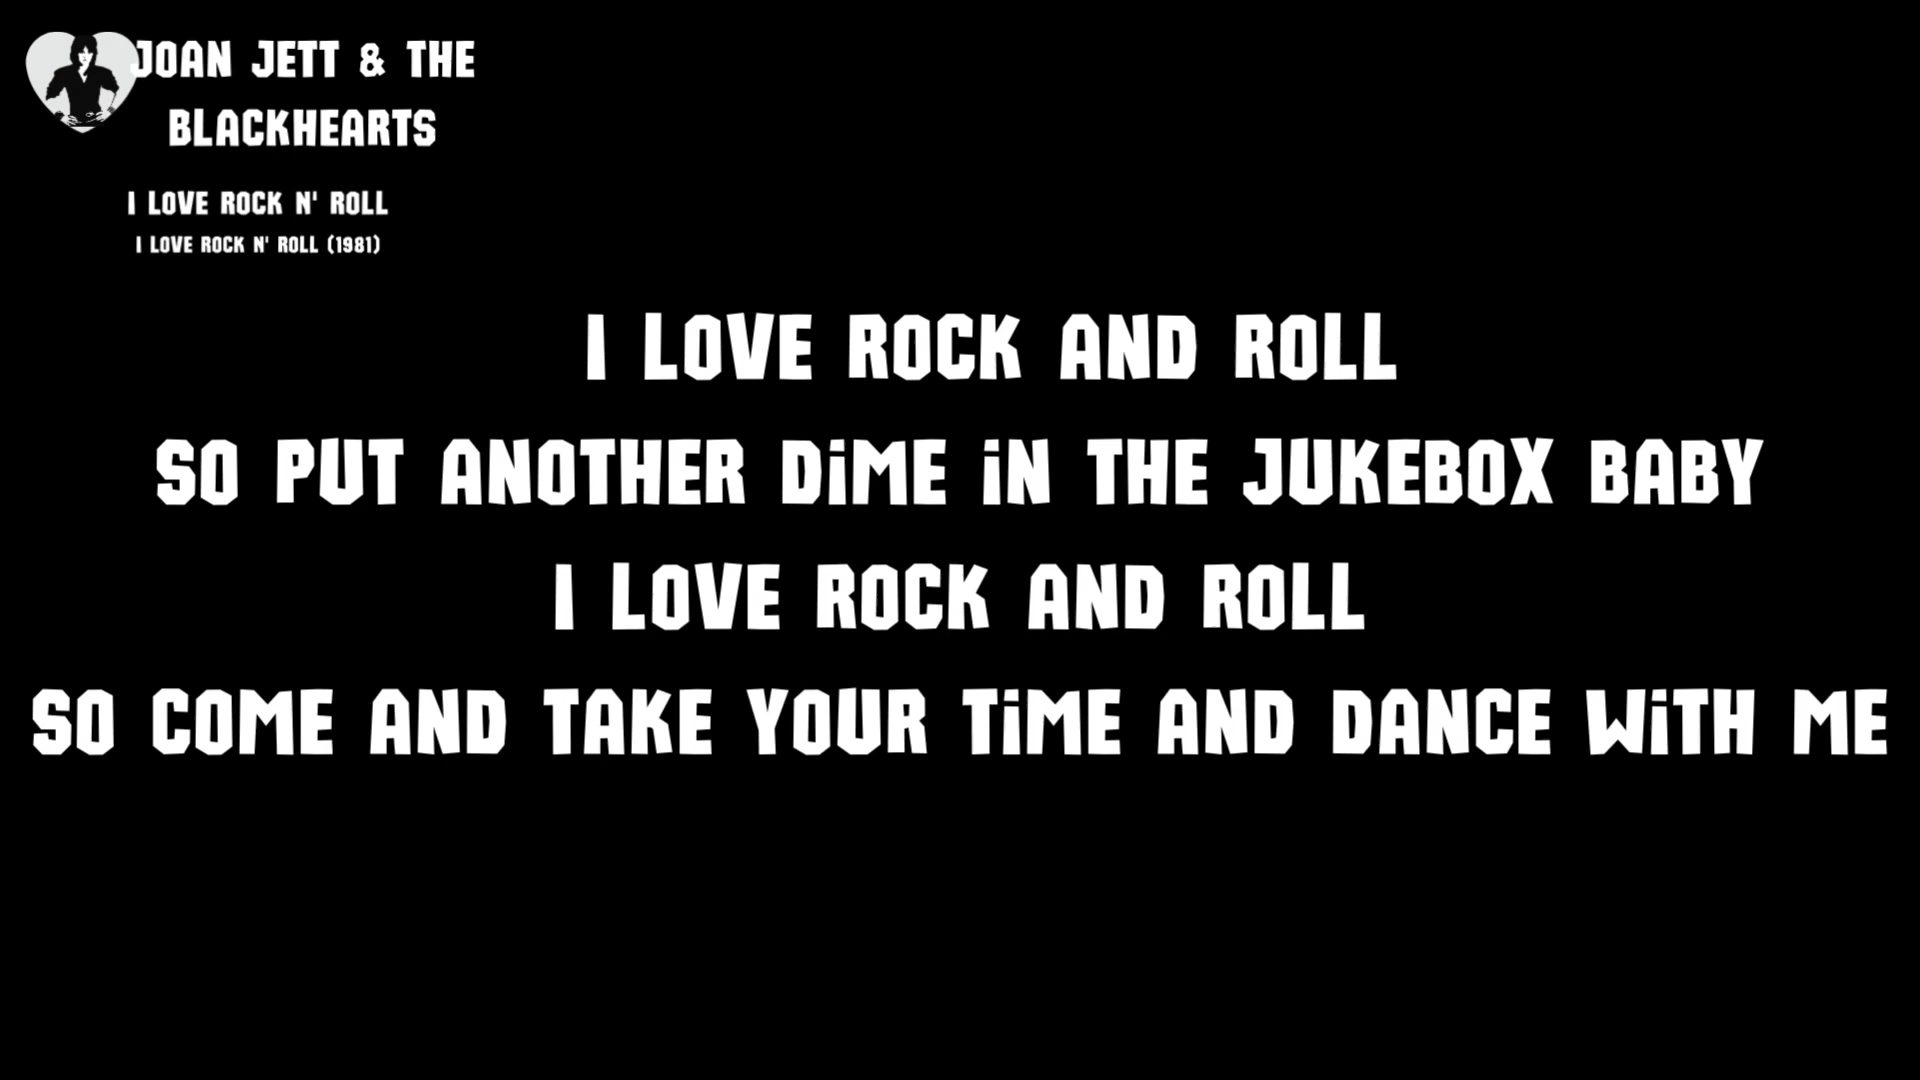 JOAN JETT & THE
BLACKHEARTS
I LOVE ROCK N' ROLL
I LOVE ROCK N' ROLL (1981)
I LOVE ROCK AND ROLL
SO PUT ANOTHER DiME iN THE JUKEBOX BABY
I LOVE ROCK AND ROLL
SO COME AND TAKE YOUR TiME AND DANCE WiTH ME